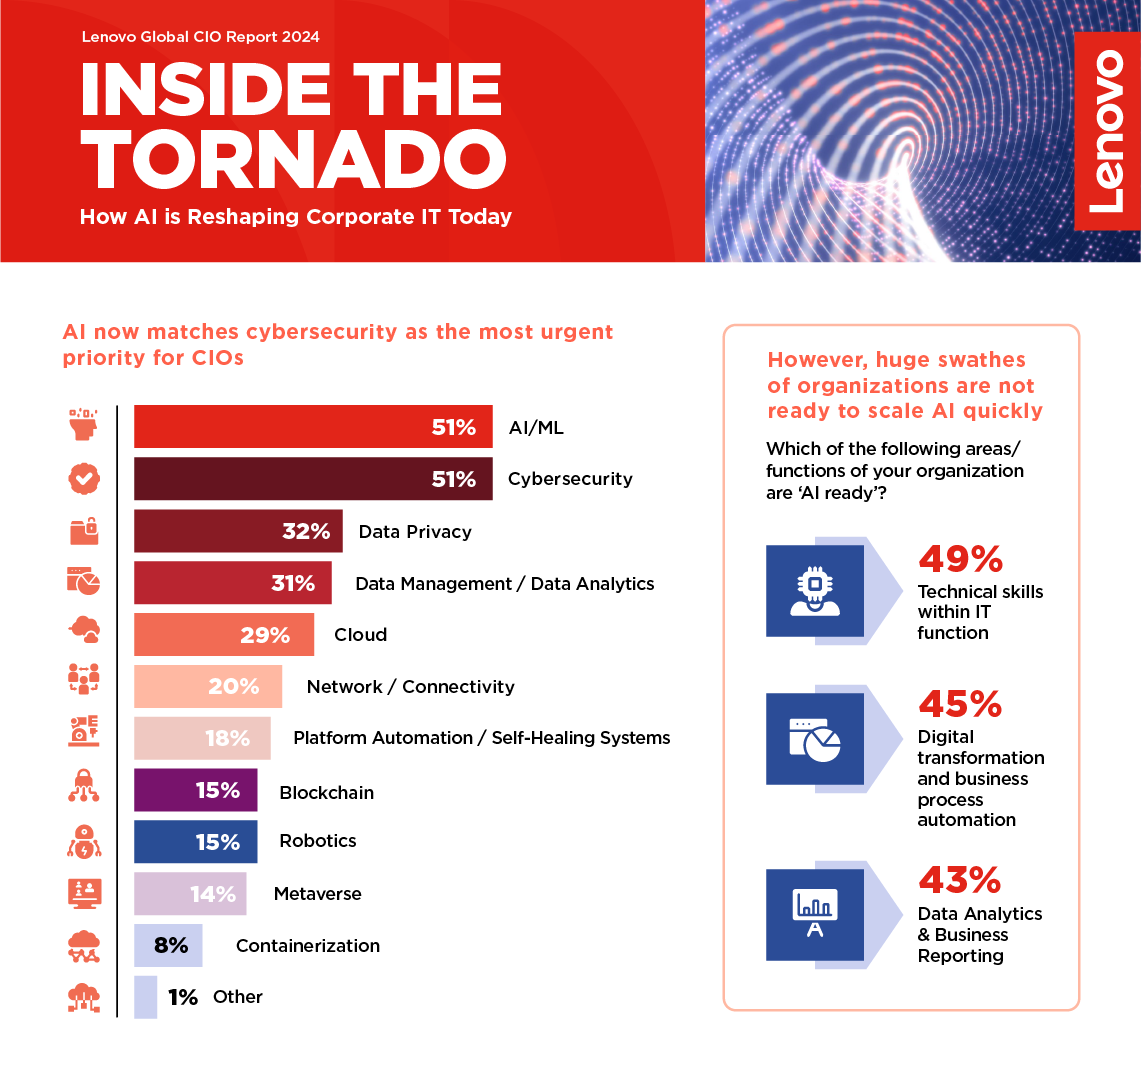 Lenovo Global CIO Report 2024
INSIDE THE
TORNADO
How AI is Reshaping Corporate IT Today
Lenovo
AI now matches cybersecurity as the most urgent
priority for CIOs
51% AI/ML
51% Cybersecurity
32% Data Privacy
31% Data Management / Data Analytics
29% Cloud
20% Network / Connectivity
18% Platform Automation / Self-Healing Systems
15% Blockchain
15% Robotics
14% Metaverse
8% Containerization
1% Other
However, huge swathes
of organizations are not
ready to scale AI quickly
Which of the following areas/
functions of your organization
are ‘AI ready’?
49%
Technical skills
within IT
function
45%
Digital
transformation
and business
process
automation
43%
Data Analytics
& Business
Reporting